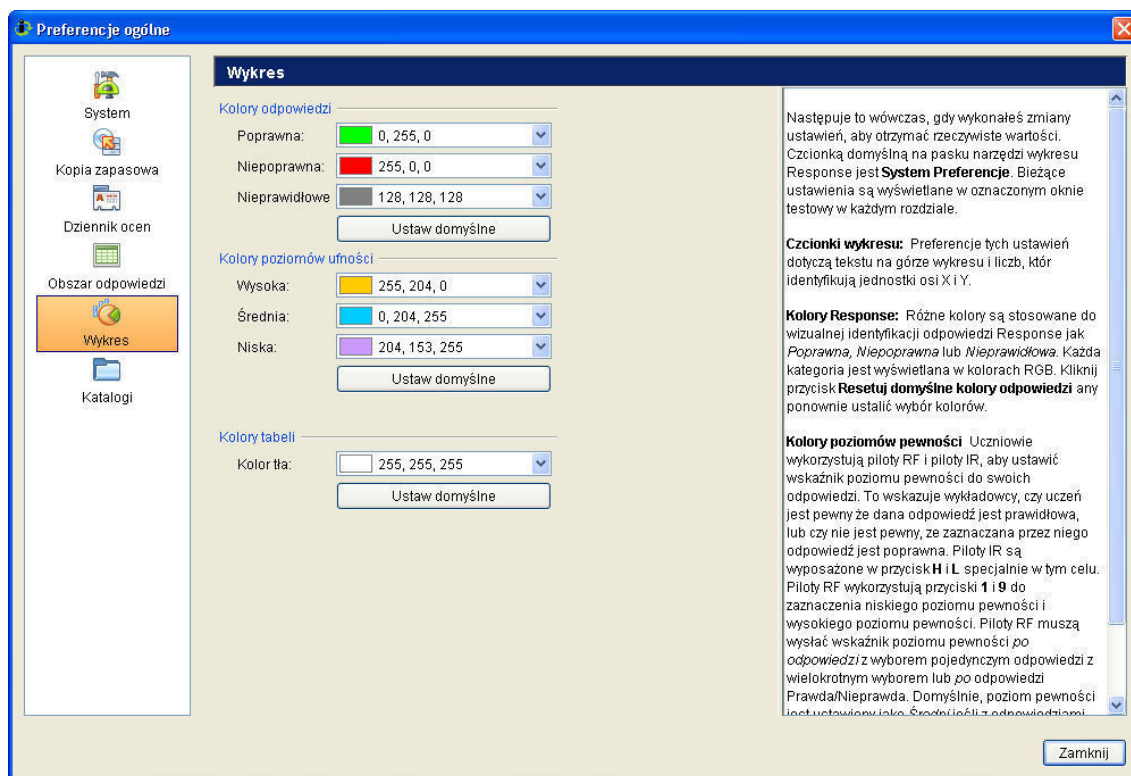 Preferencje ogólne
System
Kopia zapasowa
Dziennik ocen
Obszar odpowiedzi
Wykres
Katalogi
Wykres
Kolory odpowiedzi
Poprawna: 0, 255, 0
Niepoprawna: 255, 0, 0
Nieprawidłowe 128, 128, 128
Ustaw domyślne
Kolory poziomów ufności
Wysoka: 255, 204, 0
Średnia: 0, 204, 255
Niska: 204, 153, 255
Ustaw domyślne
Kolory tabeli
Kolor tła: 255, 255, 255
Ustaw domyślne
Następuje to wówczas, gdy wykonałeś zmiany
ustawień, aby otrzymać rzeczywiste wartości.
Czcionką domyślną na pasku narzędzi wykresu
Response jest System Preferencje. Bieżące
ustawienia są wyświetlane w oznaczonym oknie
testowy w każdym rozdziale.
Czcionki wykresu: Preferencje tych ustawień
dotyczą tekstu na górze wykresu i liczb, któr
identyfikują jednostki osi X i Y.
Kolory Response: Różne kolory są stosowane do
wizualnej identyfikacji odpowiedzi Response jak
Poprawna, Niepoprawna lub Nieprawidłowa. Każda
kategoria jest wyświetlana w kolorach RGB. Kliknij
przycisk Resetuj domyślne kolory odpowiedzi any
ponownie ustalić wybór kolorów.
Kolory poziomów pewności Uczniowie
wykorzystują piloty RF i piloty IR, aby ustawić
wskaźnik poziomu pewności do swoich
odpowiedzi. To wskazuje wykładowcy, czy uczeń
jest pewny że dana odpowiedź jest prawidłowa,
lub czy nie jest pewny, ze zaznaczana przez niego
odpowiedź jest poprawna. Piloty IR są
wyposażone w przycisk H i L specjalnie w tym celu.
Piloty RF wykorzystują przyciski 1 i 9 do
zaznaczenia niskiego poziomu pewności i
wysokiego poziomu pewności. Piloty RF muszą
wysłać wskaźnik poziomu pewności po
odpowiedzi z wyborem pojedynczym odpowiedzi z
wielokrotnym wyborem lub po odpowiedzi
Prawda/Nieprawda. Domyślnie, poziom pewności
jest ustawiony jako Średni jeśli z odpowiedziami
Zamknij